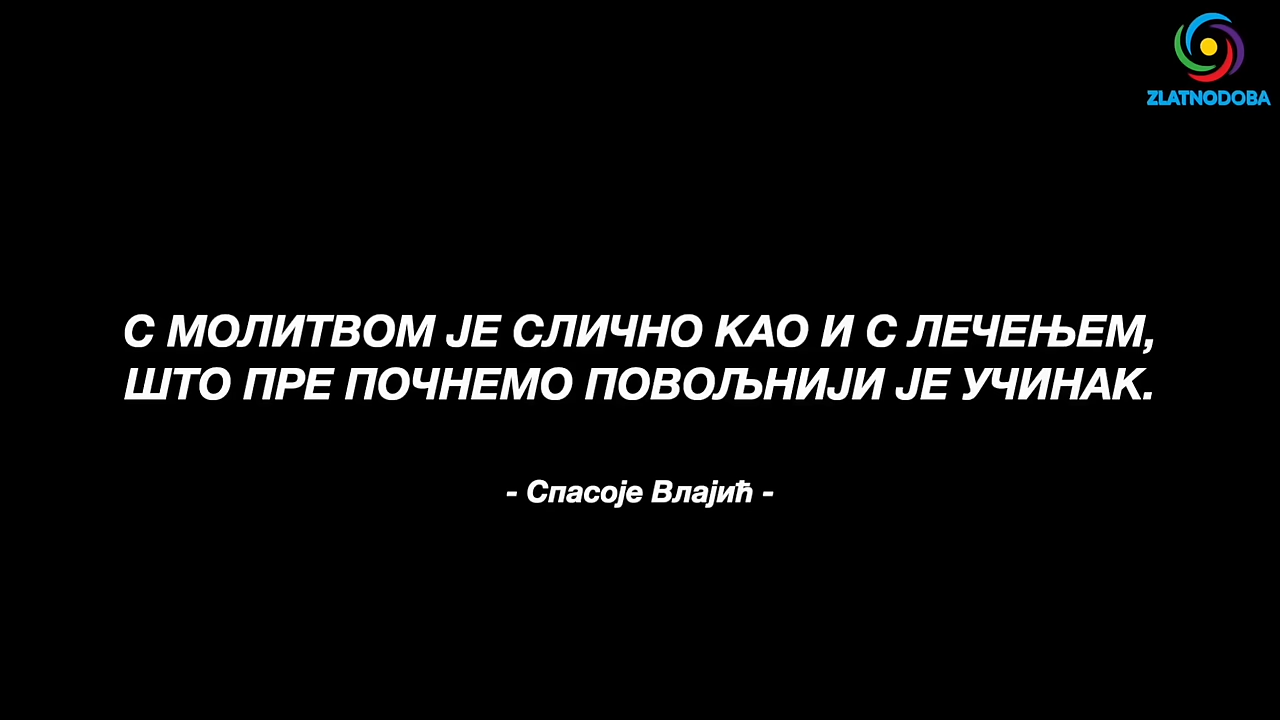 ZLATNODOBA
С МОЛИТВОМ ЈЕ СЛИЧНО КАО И С ЛЕЧЕЊЕМ,
ШТО ПРЕ ПОЧНЕМО ПОВОЉНИЈИ ЈЕ УЧИНАК.
- Спасоје Влајић -